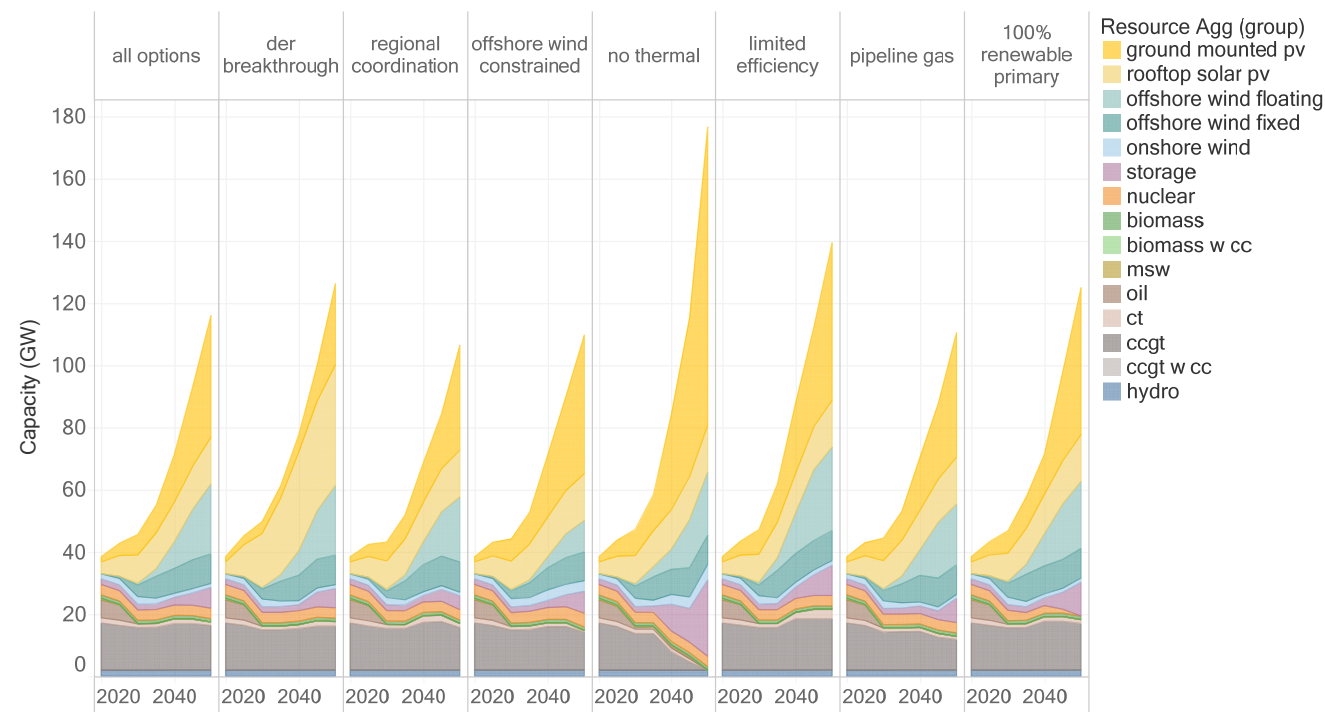 all options
der
breakthrough
regional
coordination
offshore wind
constrained
no thermal
limited
efficiency
pipeline gas
100%
renewable
primary
Resource Agg (group)
ground mounted pv
rooftop solar pv
offshore wind floating
offshore wind fixed
onshore wind
storage
nuclear
biomass
biomass w cc
msw
oil
ct
ccgt
ccgt w cc
hydro
Capacity (GW)
180
160
140
120
100
80
60
40
20
0
2020 2040 2020 2040 2020 2040 2020 2040 2020 2040 2020 2040 2020 2040 2020 2040